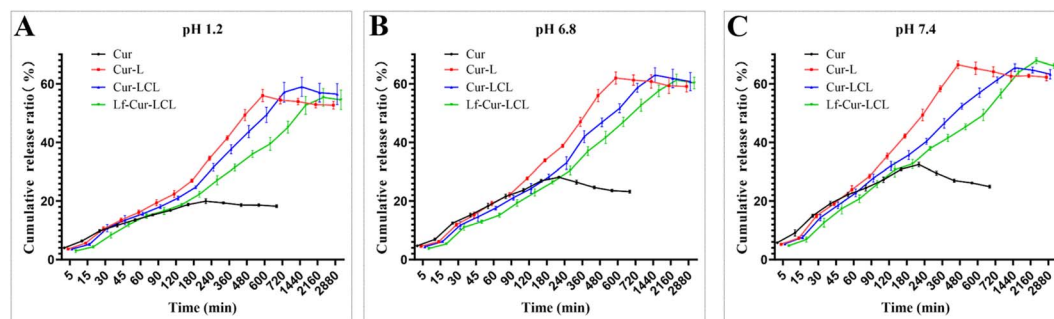 A
pH 1.2
Cur
Cur-L
Cur-LCL
Lf-Cur-LCL
Cumulative release ratio (%)
80
60
40
20
0
5 15 30 45 60 90 120 180 240 360 480 600 720 1440 2160 2880
Time (min)
B
pH 6.8
Cur
Cur-L
Cur-LCL
Lf-Cur-LCL
Cumulative release ratio (%)
80
60
40
20
0
5 15 30 45 60 90 120 180 240 360 480 600 720 1440 2160 2880
Time (min)
C
pH 7.4
Cur
Cur-L
Cur-LCL
Lf-Cur-LCL
Cumulative release ratio (%)
80
60
40
20
0
5 15 30 45 60 90 120 180 240 360 480 600 720 1440 2160 2880
Time (min)